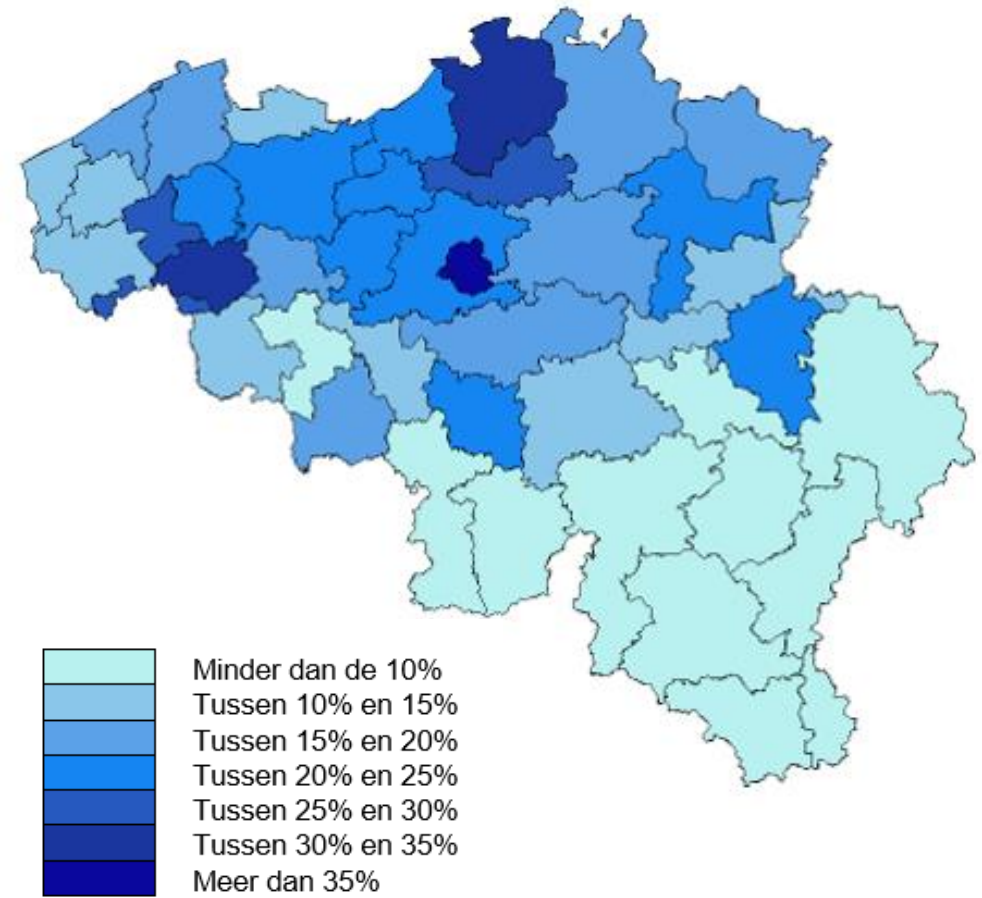 Minder dan de 10%
Tussen 10% en 15%
Tussen 15% en 20%
Tussen 20% en 25%
Tussen 25% en 30%
Tussen 30% en 35%
Meer dan 35%